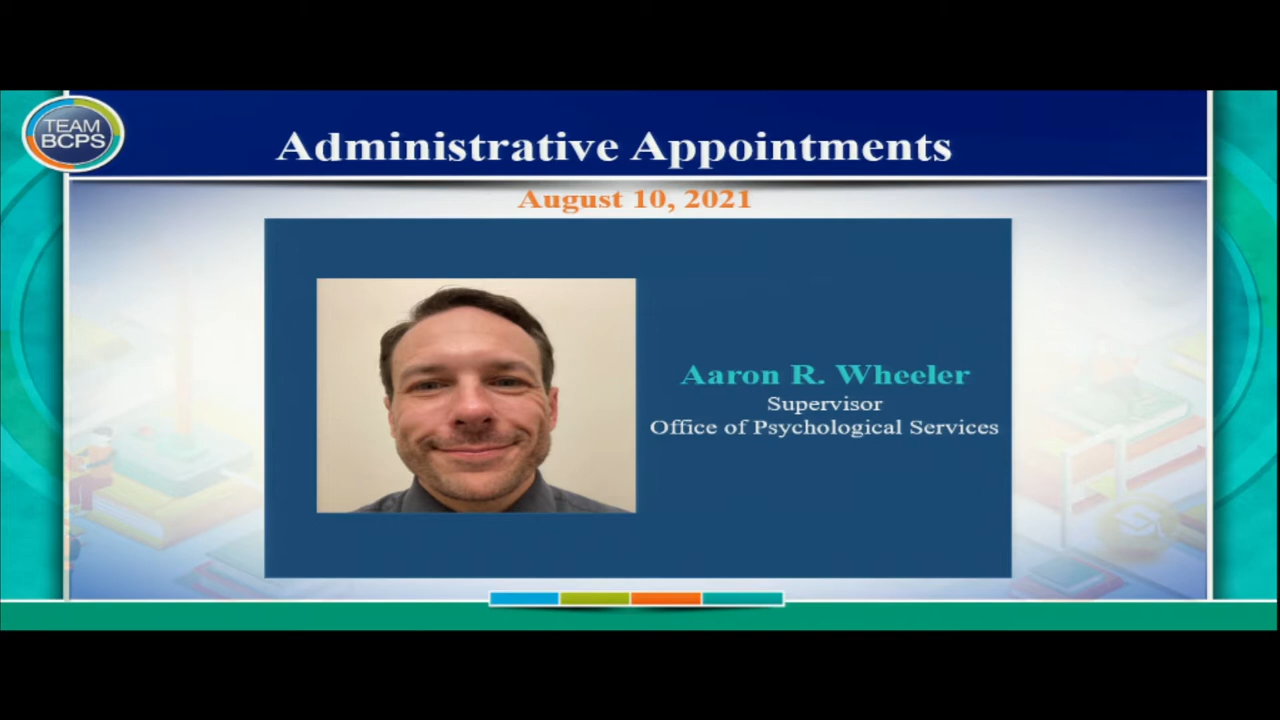 TEAM
BCPS
Administrative Appointments
August 10, 2021
Aaron R. Wheeler
Supervisor
Office of Psychological Services